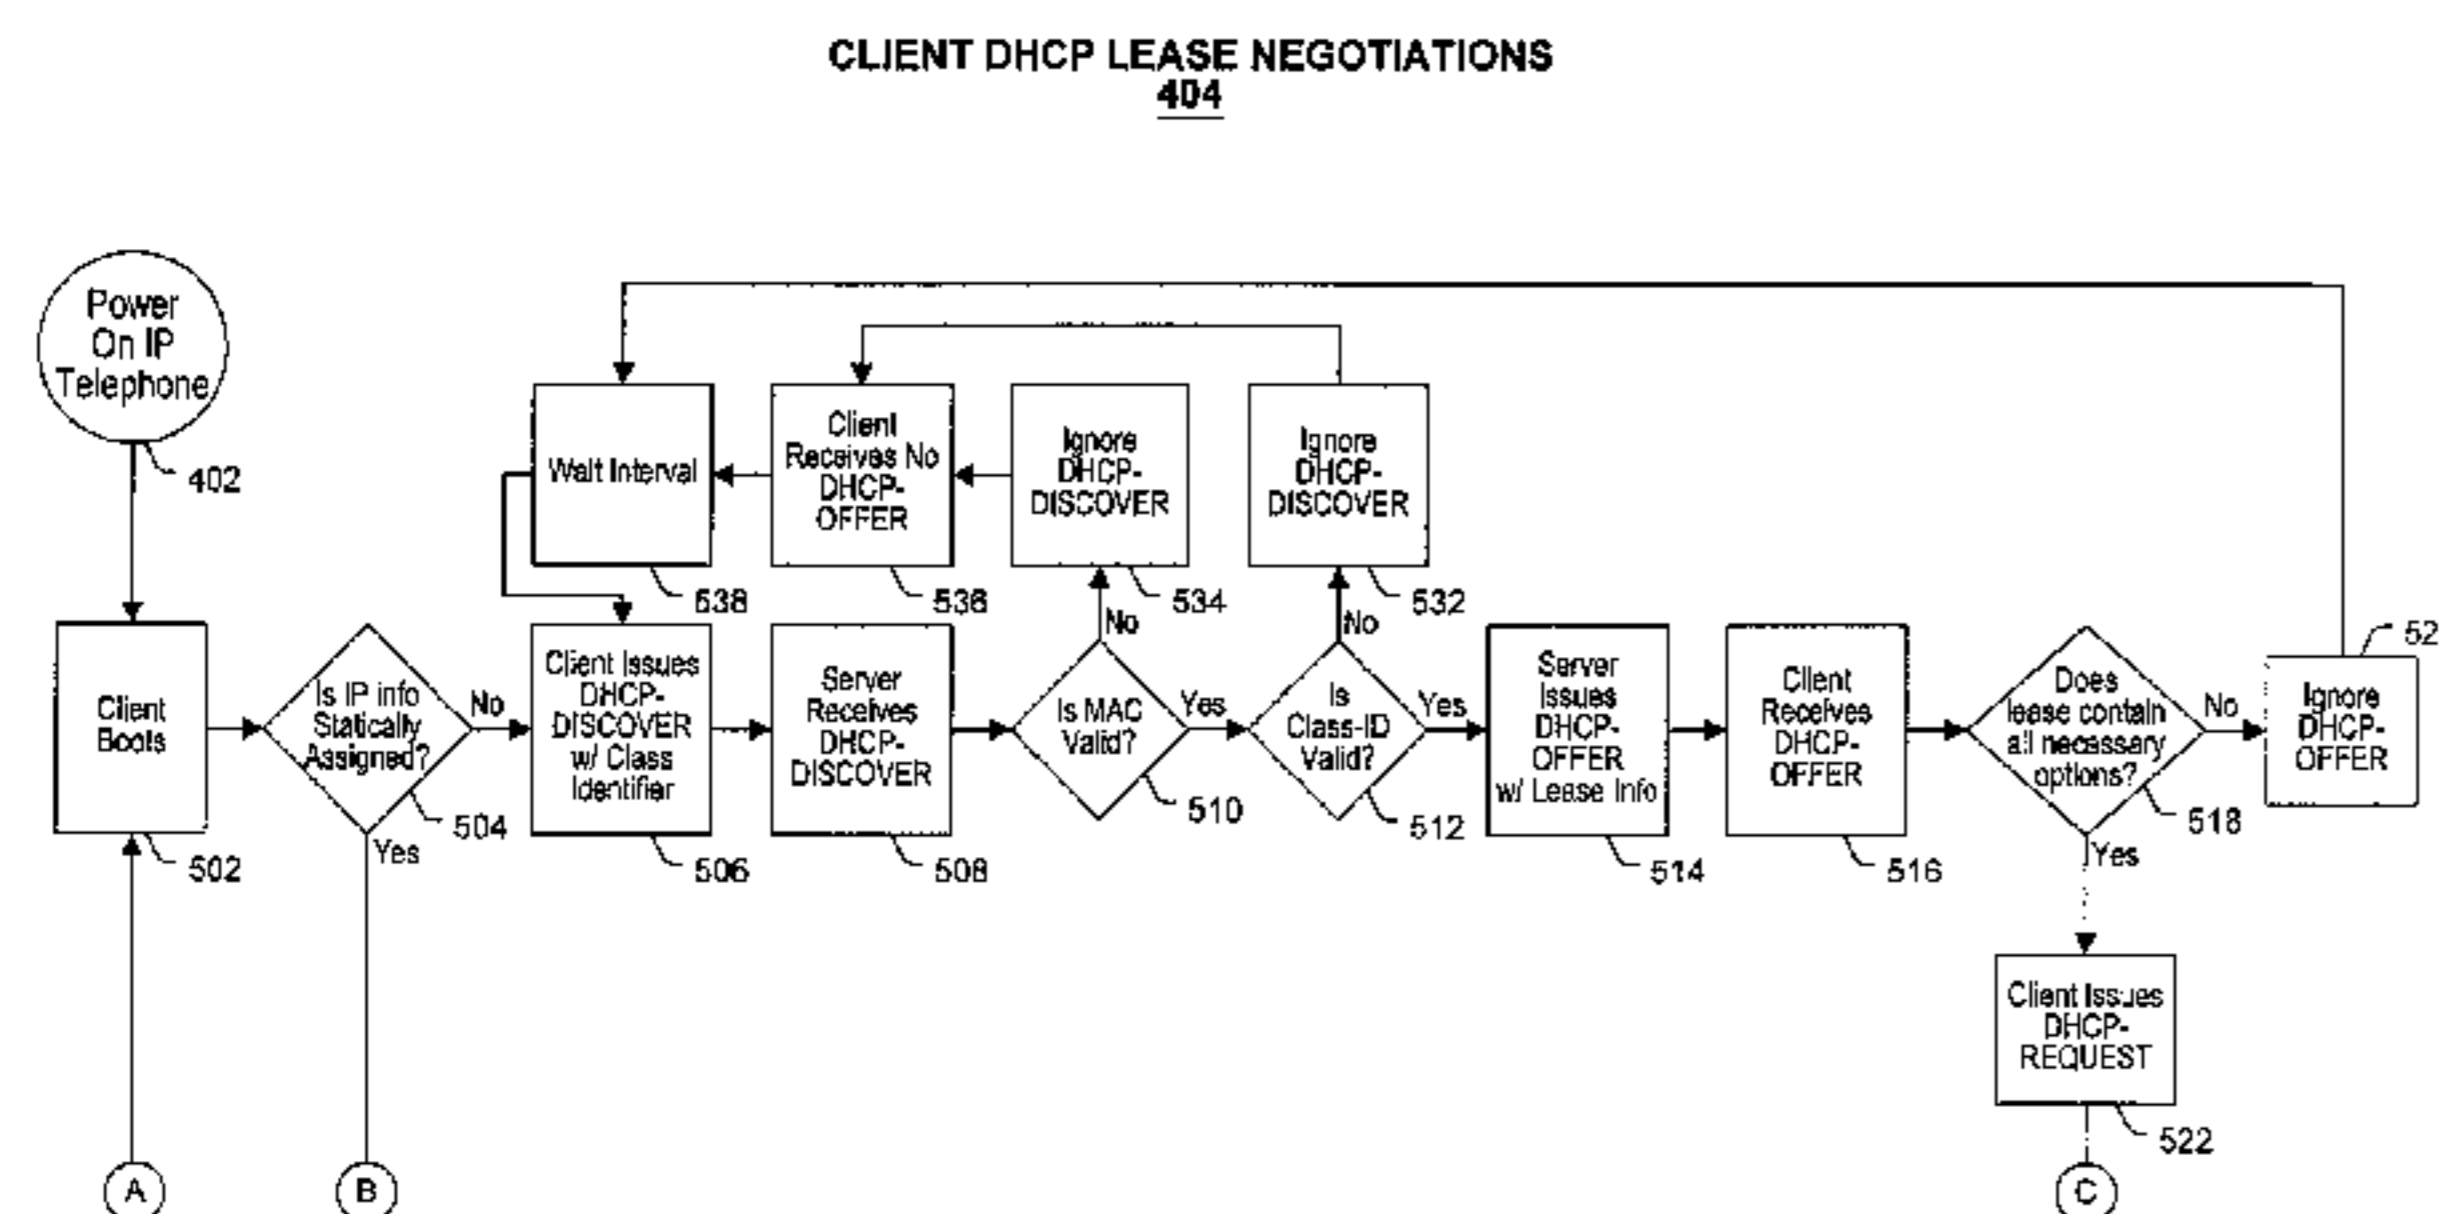 CLIENT DHCP LEASE NEGOTIATIONS
404
Power
On IP
Telephone
402
Client
Boots
502
Is IP info
Statically
Assigned?
504
No
Yes
Wait Interval
538
Client
Receives No
DHCP-
OFFER
536
Ignore
DHCP-
DISCOVER
534
Ignore
DHCP-
DISCOVER
532
Client Issues
DHCP-
DISCOVER
w/ Class
Identifier
506
Server
Receives
DHCP-
DISCOVER
508
Is MAC
Valid?
510
No
Yes
Is
Class-ID
Valid?
512
No
Yes
Server
Issues
DHCP-
OFFER
w/ Lease Info
514
Client
Receives
DHCP-
OFFER
516
Does
lease contain
all necessary
options?
518
No
Yes
Ignore
DHCP-
OFFER
52
Client Issues
DHCP-
REQUEST
522
A
B
C